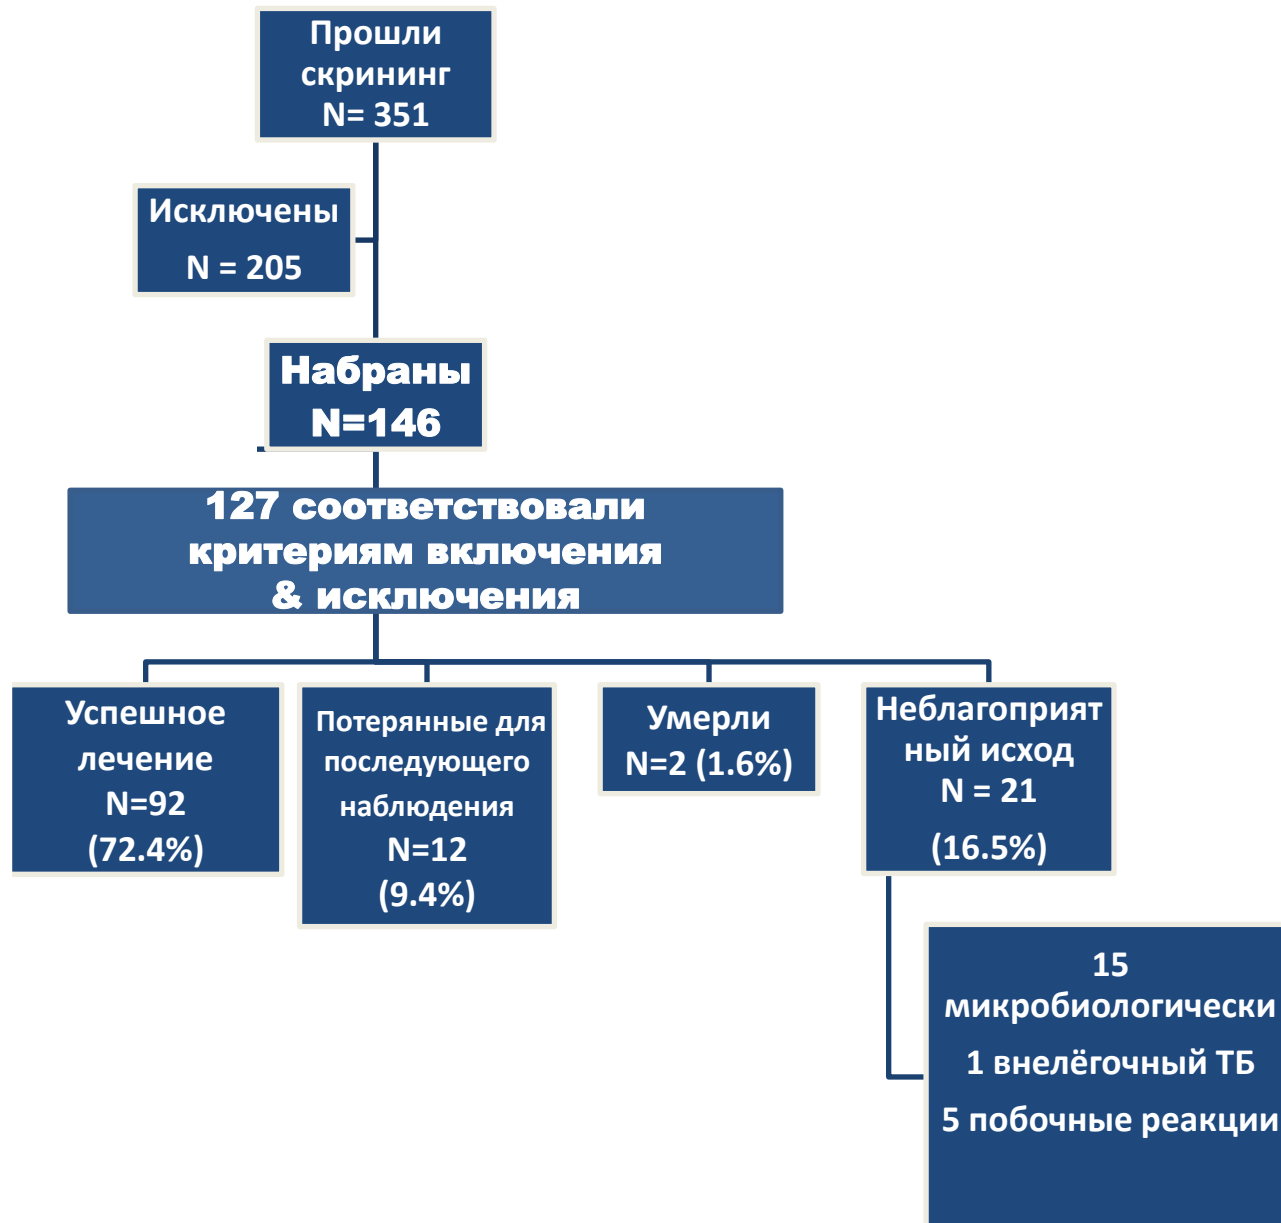 Прошли
скрининг
N= 351
Исключены
N = 205
Набраны
N=146
127 соответствовали
критериям включения
& исключения
Успешное
лечение
N=92
(72.4%)
Потерянные для
последующего
наблюдения
N=12
(9.4%)
Умерли
N=2 (1.6%)
Неблагоприят
ный исход
N = 21
(16.5%)
15
микробиологически
1 внелёгочный ТБ
5 побочные реакции